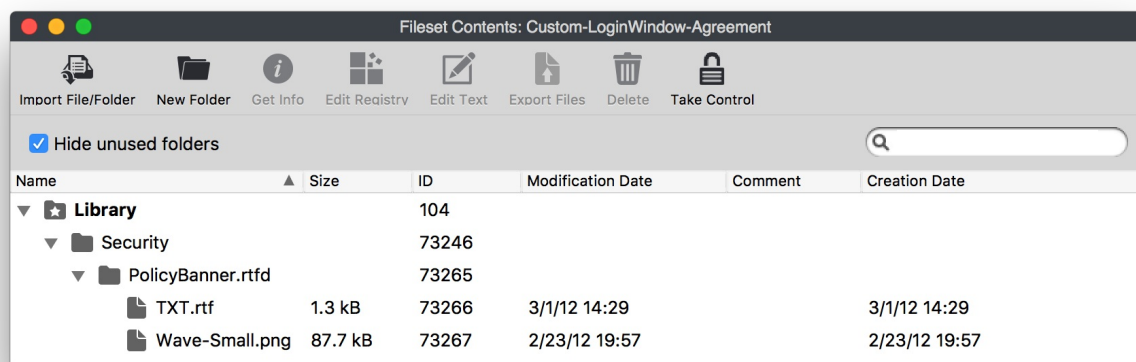 Fileset Contents: Custom-LoginWindow-Agreement
Import File/Folder New Folder Get Info Edit Registry Edit Text Export Files Delete Take Control
Hide unused folders
Name Size ID Modification Date Comment Creation Date
Library 104
Security 73246
PolicyBanner.rtfd 73265
TXT.rtf 1.3 kB 73266 3/1/12 14:29 3/1/12 14:29
Wave-Small.png 87.7 kB 73267 2/23/12 19:57 2/23/12 19:57